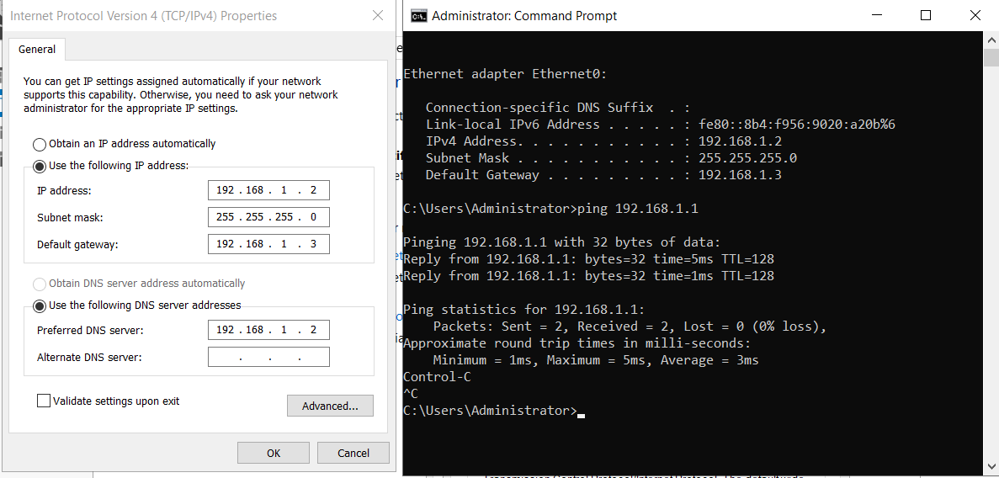 Internet Protocol Version 4 (TCP/IPv4) Properties
General
You can get IP settings assigned automatically if your network
supports this capability. Otherwise, you need to ask your network
administrator for the appropriate IP settings.
Obtain an IP address automatically
Use the following IP address:
IP address: 192 . 168 . 1 . 2
Subnet mask: 255 . 255 . 255 . 0
Default gateway: 192 . 168 . 1 . 3
Obtain DNS server address automatically
Use the following DNS server addresses
Preferred DNS server: 192 . 168 . 1 . 2
Alternate DNS server: . . .
Validate settings upon exit
Advanced...
OK Cancel
Administrator: Command Prompt
Ethernet adapter Ethernet0:
Connection-specific DNS Suffix . :
Link-local IPv6 Address . . . . . : fe80::8b4:f956:9020:a20b%6
IPv4 Address. . . . . . . . . . . : 192.168.1.2
Subnet Mask . . . . . . . . . . . : 255.255.255.0
Default Gateway . . . . . . . . . : 192.168.1.3
C:\Users\Administrator>ping 192.168.1.1
Pinging 192.168.1.1 with 32 bytes of data:
Reply from 192.168.1.1: bytes=32 time=5ms TTL=128
Reply from 192.168.1.1: bytes=32 time=1ms TTL=128
Ping statistics for 192.168.1.1:
Packets: Sent = 2, Received = 2, Lost = 0 (0% loss),
Approximate round trip times in milli-seconds:
Minimum = 1ms, Maximum = 5ms, Average = 3ms
Control-C
^C
C:\Users\Administrator>